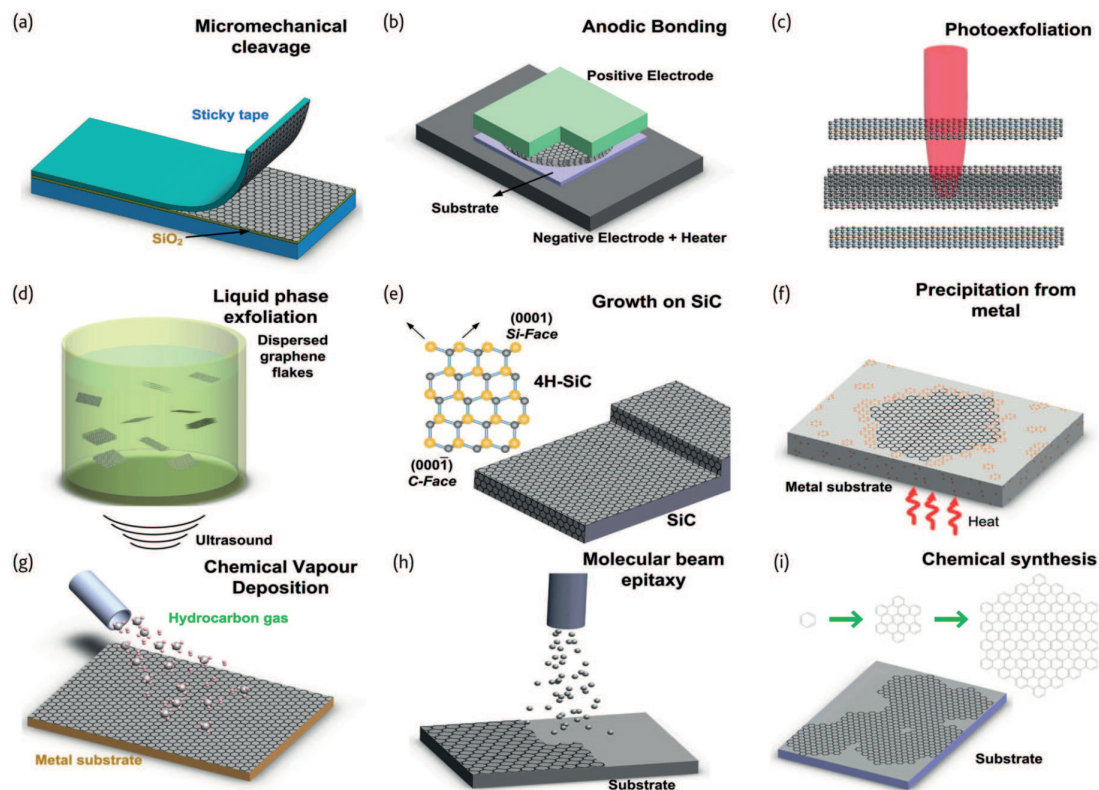 (a)
Micromechanical
cleavage
Sticky tape
SiO₂
(b)
Anodic Bonding
Positive Electrode
Substrate
Negative Electrode + Heater
(c)
Photoexfoliation
(d)
Liquid phase
exfoliation
Dispersed
graphene
flakes
Ultrasound
(e)
Growth on SiC
(0001)
Si-Face
4H-SiC
(0001̄)
C-Face
SiC
(f)
Precipitation from
metal
Metal substrate
Heat
(g)
Chemical Vapour
Deposition
Hydrocarbon gas
Metal substrate
(h)
Molecular beam
epitaxy
Substrate
(i)
Chemical synthesis
Substrate